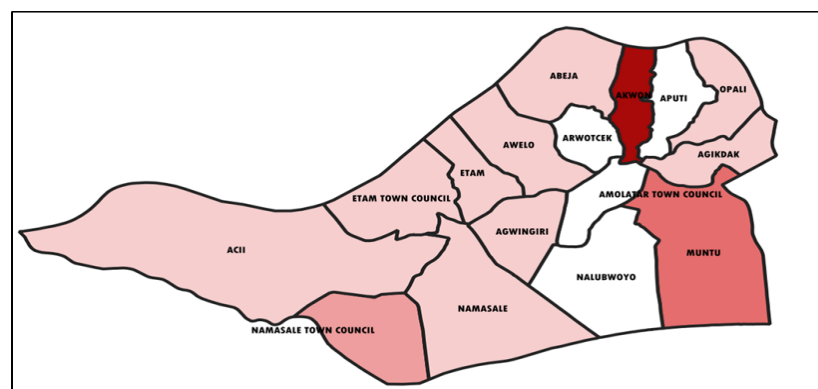 ABEJA
AKWON
APUTI
OPALI
ARWOTCEK
AWELO
AGIKDAK
ETAM
ETAM TOWN COUNCIL
AMOLATAR TOWN COUNCIL
AGWINGIRI
ACII
MUNTU
NALUBWOYO
NAMASALE
NAMASALE TOWN COUNCIL